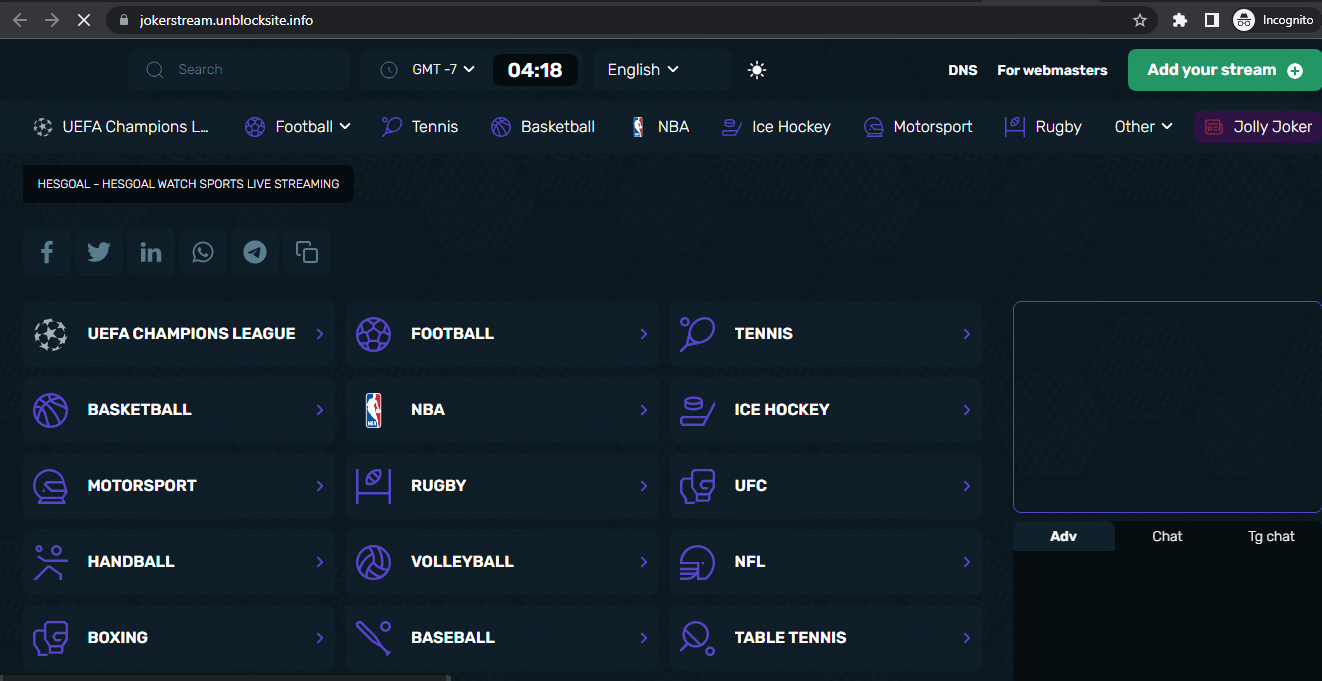 jokerstream.unblocksite.info
Incognito
Search
GMT -7
04:18
English
DNS
For webmasters
Add your stream
UEFA Champions L...
Football
Tennis
Basketball
NBA
Ice Hockey
Motorsport
Rugby
Other
Jolly Joker
HESGOAL - HESGOAL WATCH SPORTS LIVE STREAMING
UEFA CHAMPIONS LEAGUE
FOOTBALL
TENNIS
BASKETBALL
NBA
ICE HOCKEY
MOTORSPORT
RUGBY
UFC
HANDBALL
VOLLEYBALL
NFL
BOXING
BASEBALL
TABLE TENNIS
Adv
Chat
Tg chat